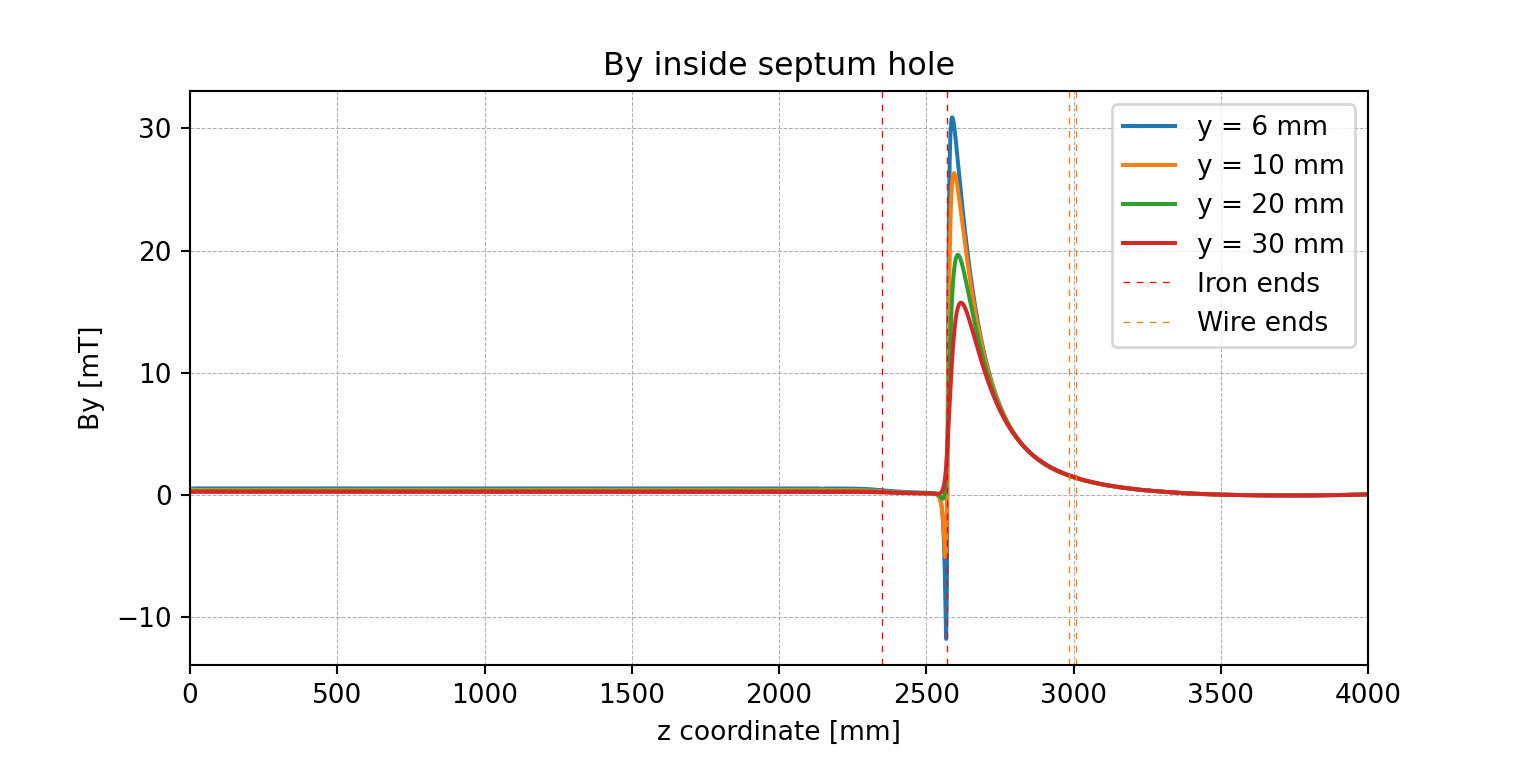 By inside septum hole
By [mT]
30
20
10
0
−10
y = 6 mm
y = 10 mm
y = 20 mm
y = 30 mm
Iron ends
Wire ends
0 500 1000 1500 2000 2500 3000 3500 4000
z coordinate [mm]